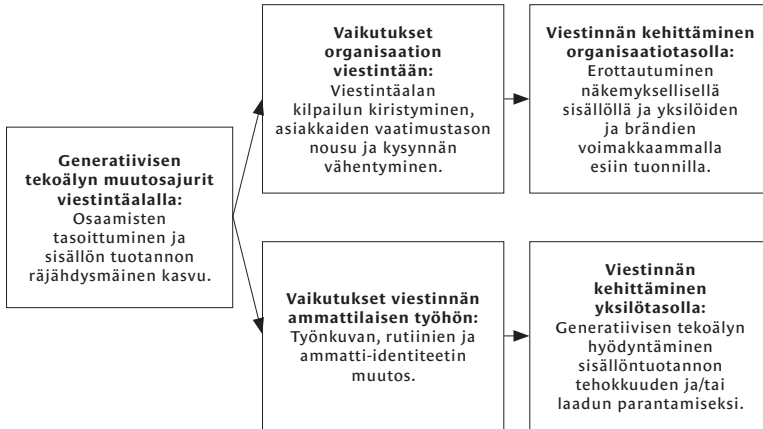 Generatiivisen
tekoälyn muutosajurit
viestintäalalla:
Osaamisten
tasoittuminen ja
sisällön tuotannon
räjähdysmäinen kasvu.
Vaikutukset
organisaation
viestintään:
Viestintäalan
kilpailun kiristyminen,
asiakkaiden vaatimustason
nousu ja kysynnän
vähentyminen.
Viestinnän kehittäminen
organisaatiotasolla:
Erottautuminen
näkemyksellisellä
sisällöllä ja yksilöiden
ja brändien
voimakkaammalla
esiin tuonnilla.
Vaikutukset viestinnän
ammattilaisen työhön:
Työnkuvan, rutiinien ja
ammatti-identiteetin
muutos.
Viestinnän
kehittäminen
yksilötasolla:
Generatiivisen tekoälyn
hyödyntäminen
sisällöntuotannon
tehokkuuden ja/tai
laadun parantamiseksi.